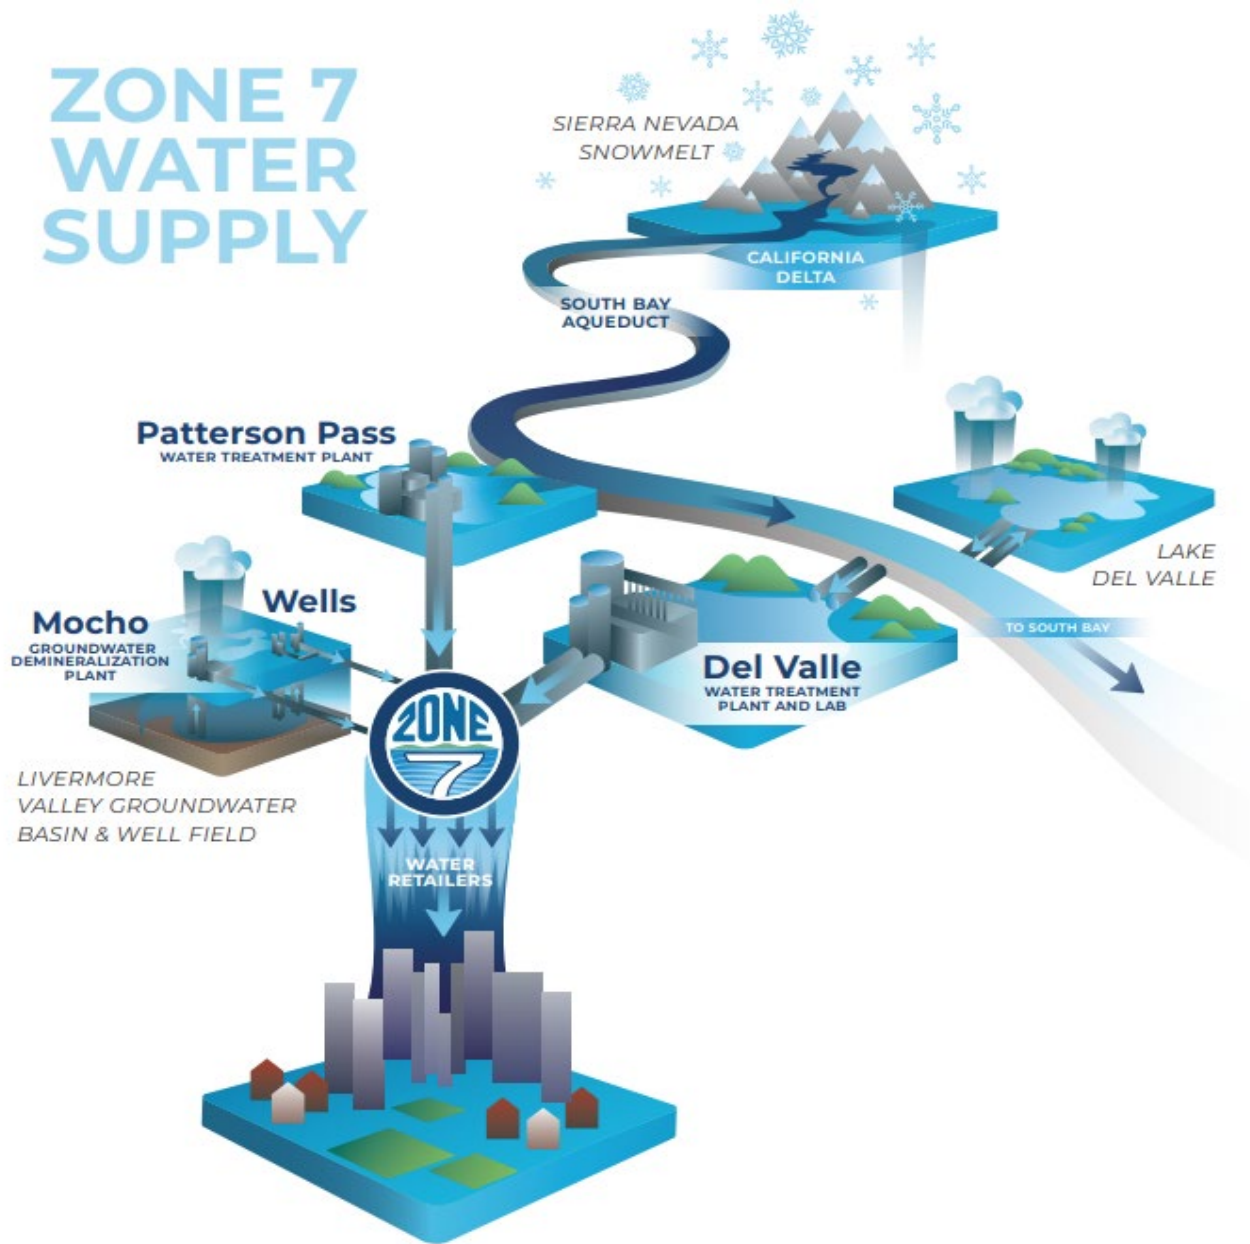 ZONE 7
WATER
SUPPLY
SIERRA NEVADA
SNOWMELT
CALIFORNIA
DELTA
SOUTH BAY
AQUEDUCT
Patterson Pass
WATER TREATMENT PLANT
LAKE
DEL VALLE
Wells
Mocho
GROUNDWATER
DEMINERALIZATION
PLANT
TO SOUTH BAY
Del Valle
WATER TREATMENT
PLANT AND LAB
ZONE
7
LIVERMORE
VALLEY GROUNDWATER
BASIN & WELL FIELD
WATER
RETAILERS